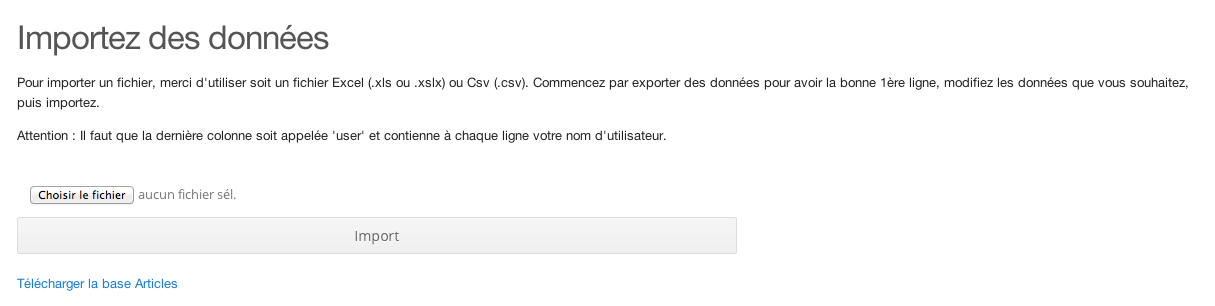 Importez des données
Pour importer un fichier, merci d'utiliser soit un fichier Excel (.xls ou .xslx) ou Csv (.csv). Commencez par exporter des données pour avoir la bonne 1ère ligne, modifiez les données que vous souhaitez,
puis importez.
Attention : Il faut que la dernière colonne soit appelée 'user' et contienne à chaque ligne votre nom d'utilisateur.
Choisir le fichier aucun fichier sél.
Import
Télécharger la base Articles